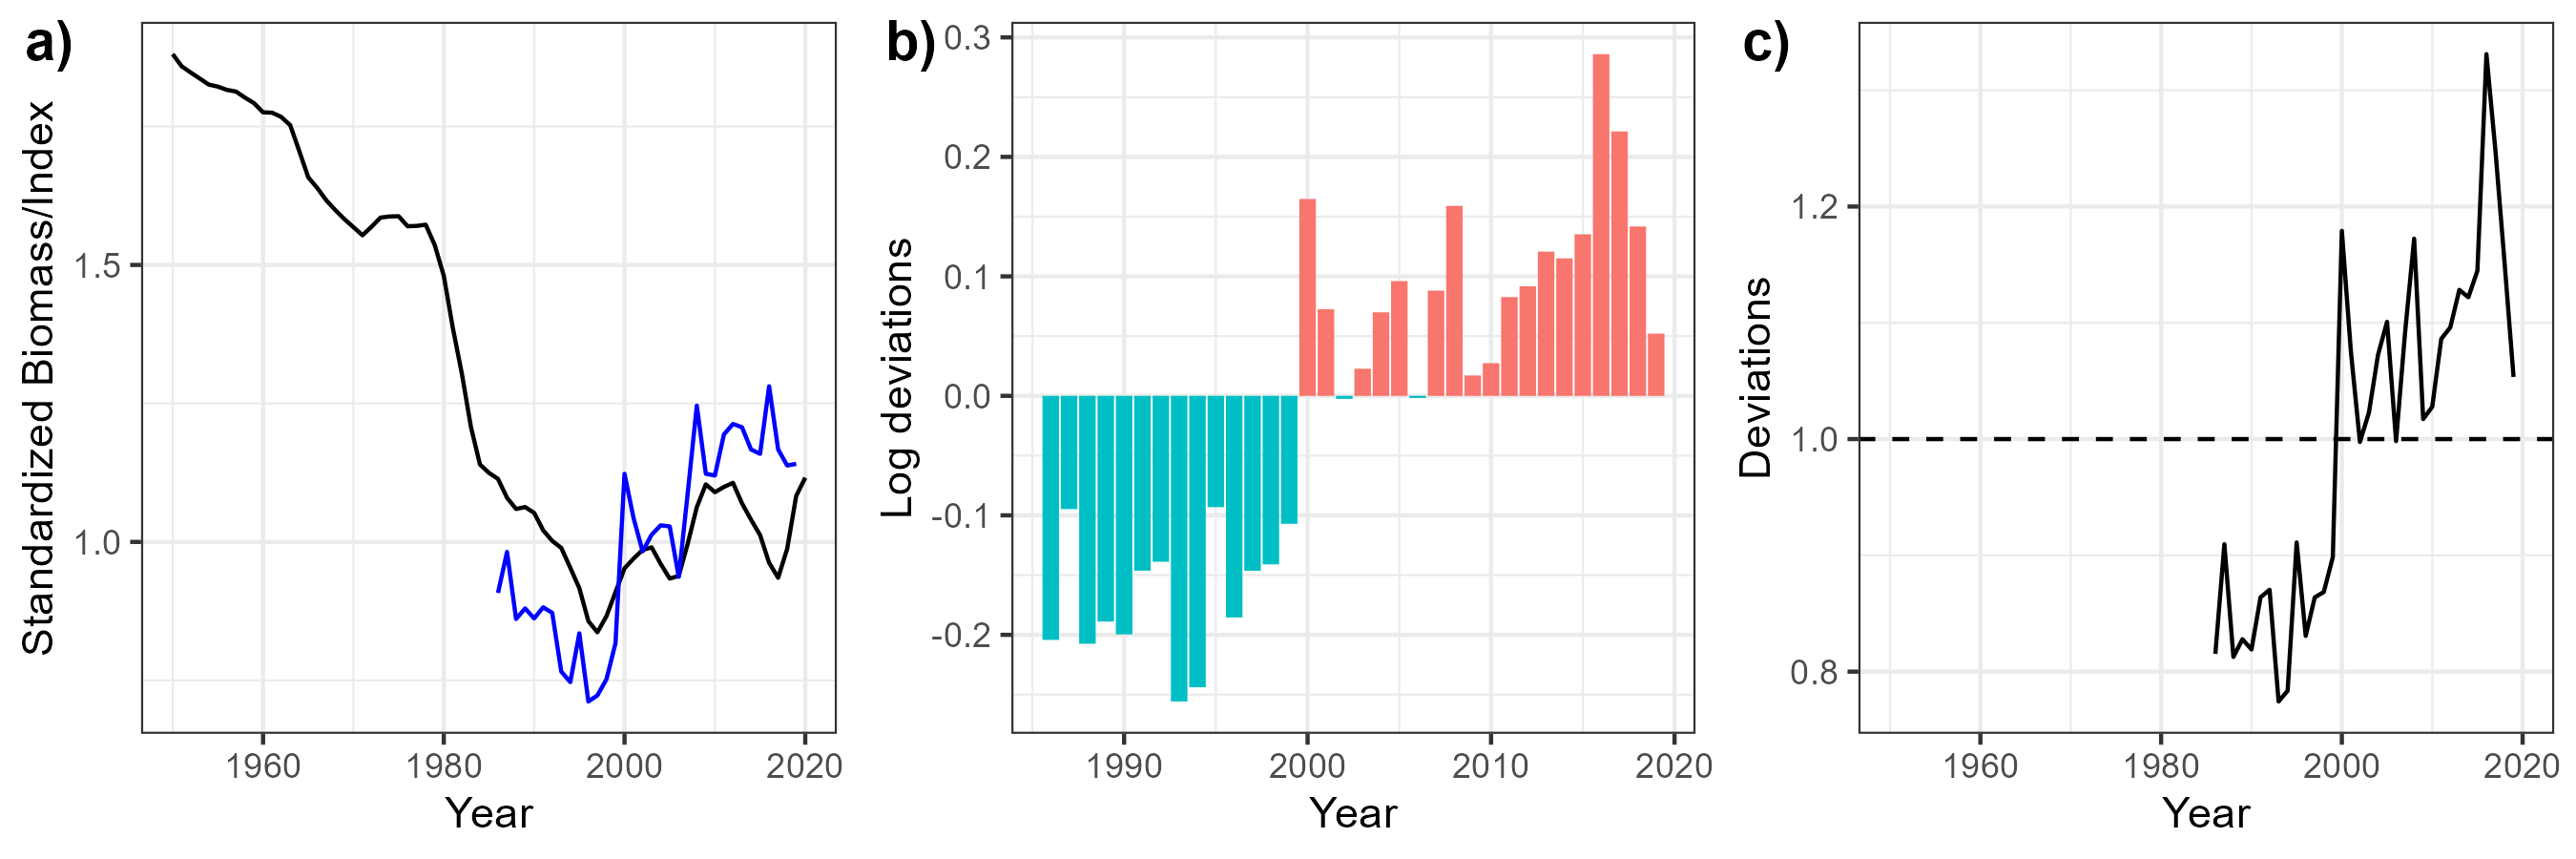 a)
Standardized Biomass/Index
1.5
1.0
1960 1980 2000 2020
Year
b)
Log deviations
0.3
0.2
0.1
0.0
-0.1
-0.2
1990 2000 2010 2020
Year
c)
Deviations
1.2
1.0
0.8
1960 1980 2000 2020
Year